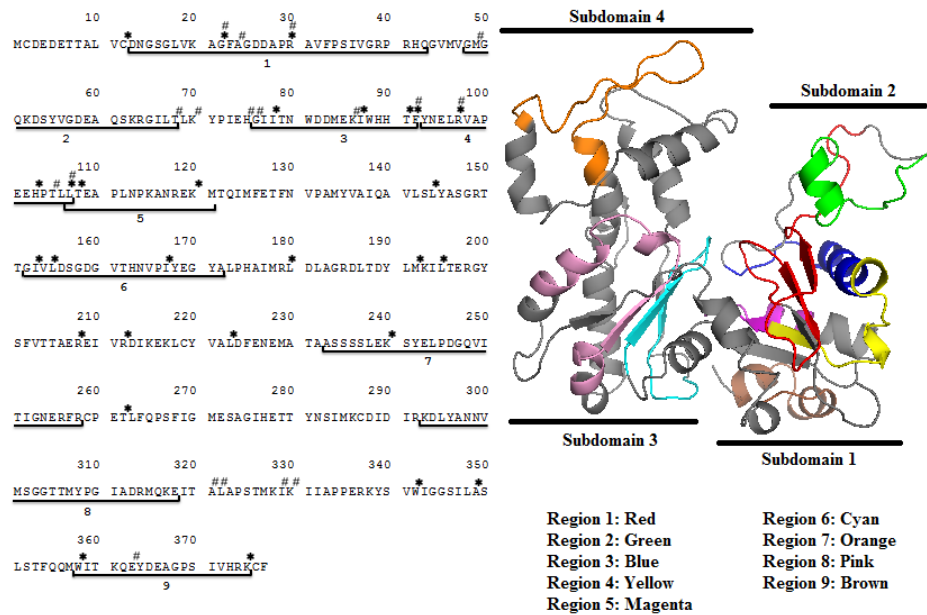 10 20 30 40 50
# # # #
* * * *
MCDEDETTAL VCDNGSGLVK AGFAGDDAPR AVFPSIVGRP RHQGVMVGMG
1
60 70 80 90 100
# # ## # # #
* * ** *
QKDSYVGDEA QSKRGILTLK YPIEHGIITN WDDMEKIWHH TFYNELRVAP
2 3 4
110 120 130 140 150
# #
* ** * *
EEHPTLLTEA PLNPKANREK MTQIMFETFN VPAMYVAIQA VLSLYASGRT
5
160 170 180 190 200
* * * * * *
TGIVLDSGDG VTHNVPIYEG YALPHAIMRL DLAGRDLTDY LMKILTERGY
6
210 220 230 240 250
* * * *
SFVTTAEREI VRDIKEKLCY VALDFENEMA TAASSSSLEK SYELPDGQVI
7
260 270 280 290 300
*
TIGNERFRCP ETLFQPSFIG MESAGIHETT YNSIMKCDID IRKDLYANNV
310 320 330 340 350
## ## * *
MSGGTTMYPG IADRMQKEIT ALAPSTMKIK IIAPPERKYS VWIGGSILAS
8
360 370
* # *
LSTFQQMWIT KQEYDEAGPS IVHRKCF
9
Subdomain 4
Subdomain 2
Subdomain 3
Subdomain 1
Region 1: Red
Region 2: Green
Region 3: Blue
Region 4: Yellow
Region 5: Magenta
Region 6: Cyan
Region 7: Orange
Region 8: Pink
Region 9: Brown